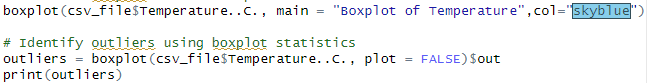 boxplot(csv_file$Temperature..C., main = "Boxplot of Temperature",col="skyblue")
# Identify outliers using boxplot statistics
outliers = boxplot(csv_file$Temperature..C., plot = FALSE)$out
print(outliers)